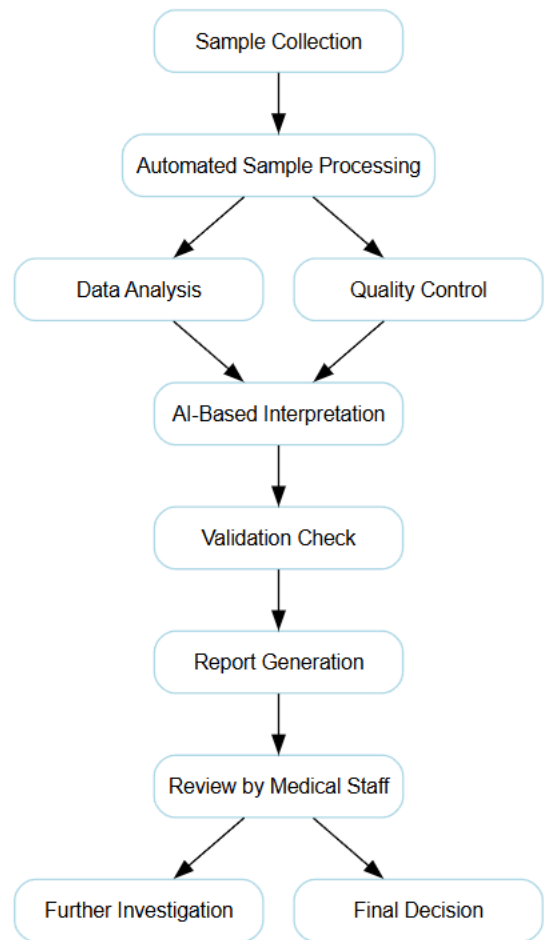 Sample Collection
Automated Sample Processing
Data Analysis
Quality Control
AI-Based Interpretation
Validation Check
Report Generation
Review by Medical Staff
Further Investigation
Final Decision